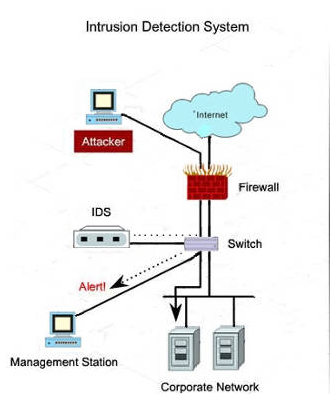 Intrusion Detection System
Internet
Attacker
Firewall
IDS
Switch
Alert!
Management Station
Corporate Network